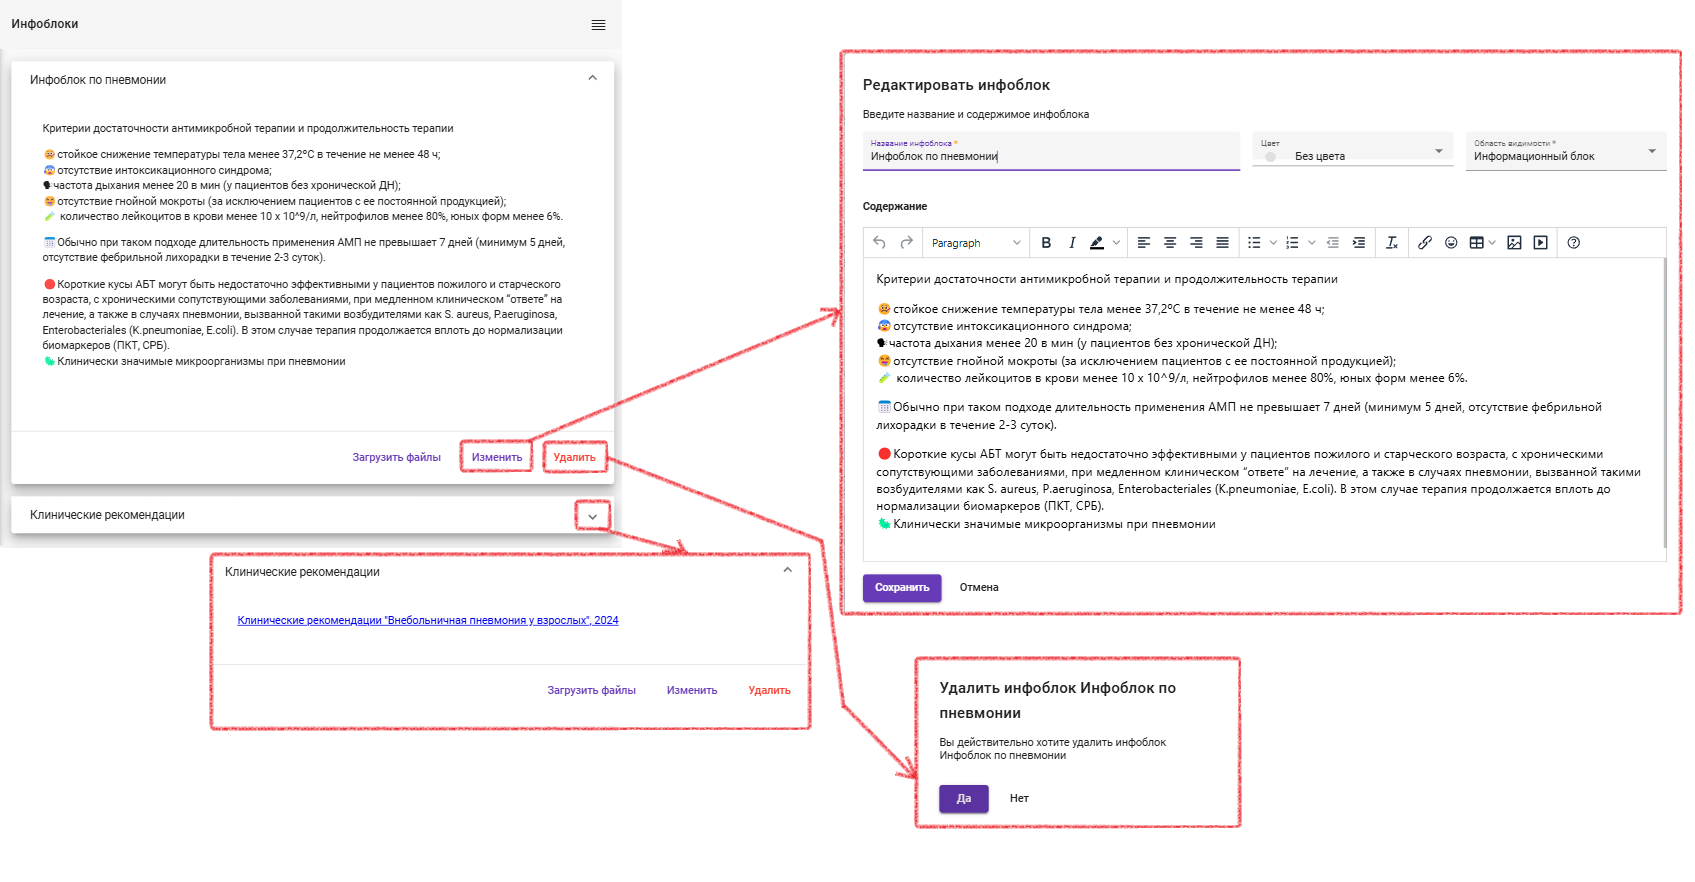 Инфоблоки
Инфоблок по пневмонии
Критерии достаточности антимикробной терапии и продолжительность терапии
стойкое снижение температуры тела менее 37,2ºC в течение не менее 48 ч;
отсутствие интоксикационного синдрома;
частота дыхания менее 20 в мин (у пациентов без хронической ДН);
отсутствие гнойной мокроты (за исключением пациентов с ее постоянной продукцией);
количество лейкоцитов в крови менее 10 х 10^9/л, нейтрофилов менее 80%, юных форм менее 6%.
Обычно при таком подходе длительность применения АМП не превышает 7 дней (минимум 5 дней,
отсутствие фебрильной лихорадки в течение 2-3 суток).
Короткие кусы АБТ могут быть недостаточно эффективными у пациентов пожилого и старческого
возраста, с хроническими сопутствующими заболеваниями, при медленном клиническом “ответе” на
лечение, а также в случаях пневмонии, вызванной такими возбудителями как S. aureus, P.aeruginosa,
Enterobacteriales (K.pneumoniae, E.coli). В этом случае терапия продолжается вплоть до нормализации
биомаркеров (ПКТ, СРБ).
Клинически значимые микроорганизмы при пневмонии
Загрузить файлы
Изменить
Удалить
Клинические рекомендации
Клинические рекомендации
Клинические рекомендации "Внебольничная пневмония у взрослых", 2024
Загрузить файлы
Изменить
Удалить
Редактировать инфоблок
Введите название и содержимое инфоблока
Название инфоблока *
Инфоблок по пневмонии
Цвет
Без цвета
Область видимости *
Информационный блок
Содержание
Paragraph
B
I
Критерии достаточности антимикробной терапии и продолжительность терапии
стойкое снижение температуры тела менее 37,2ºC в течение не менее 48 ч;
отсутствие интоксикационного синдрома;
частота дыхания менее 20 в мин (у пациентов без хронической ДН);
отсутствие гнойной мокроты (за исключением пациентов с ее постоянной продукцией);
количество лейкоцитов в крови менее 10 х 10^9/л, нейтрофилов менее 80%, юных форм менее 6%.
Обычно при таком подходе длительность применения АМП не превышает 7 дней (минимум 5 дней, отсутствие фебрильной
лихорадки в течение 2-3 суток).
Короткие кусы АБТ могут быть недостаточно эффективными у пациентов пожилого и старческого возраста, с хроническими
сопутствующими заболеваниями, при медленном клиническом “ответе” на лечение, а также в случаях пневмонии, вызванной такими
возбудителями как S. aureus, P.aeruginosa, Enterobacteriales (K.pneumoniae, E.coli). В этом случае терапия продолжается вплоть до
нормализации биомаркеров (ПКТ, СРБ).
Клинически значимые микроорганизмы при пневмонии
Сохранить
Отмена
Удалить инфоблок Инфоблок по
пневмонии
Вы действительно хотите удалить инфоблок
Инфоблок по пневмонии
Да
Нет